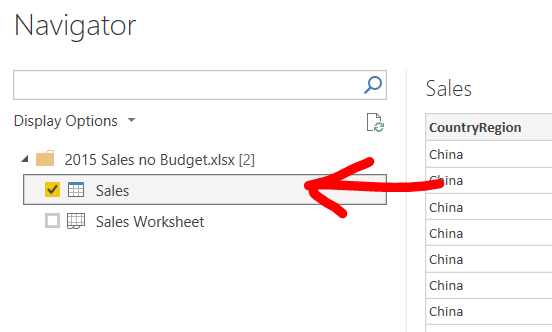 Navigator
Display Options
2015 Sales no Budget.xlsx [2]
Sales
Sales Worksheet
Sales
CountryRegion
China
China
China
China
China
China
China